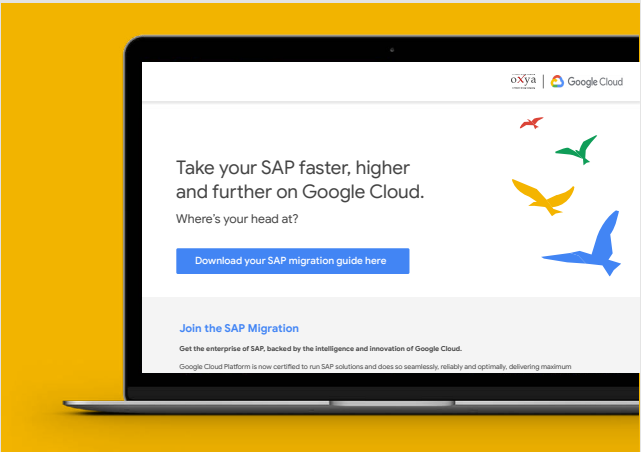 oxya
Google Cloud
Take your SAP faster, higher
and further on Google Cloud.
Where's your head at?
Download your SAP migration guide here
Join the SAP Migration
Get the enterprise of SAP, backed by the intelligence and innovation of Google Cloud.
Google Cloud Platform is now certified to run SAP solutions and does so seamlessly, reliably and optimally, delivering maximum